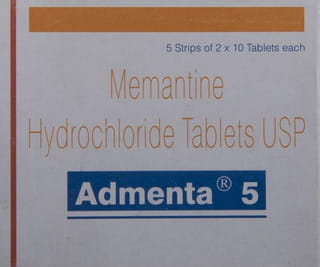 5 Strips of 2 x 10 Tablets each
Memantine
Hydrochloride Tablets USP
Admenta® 5